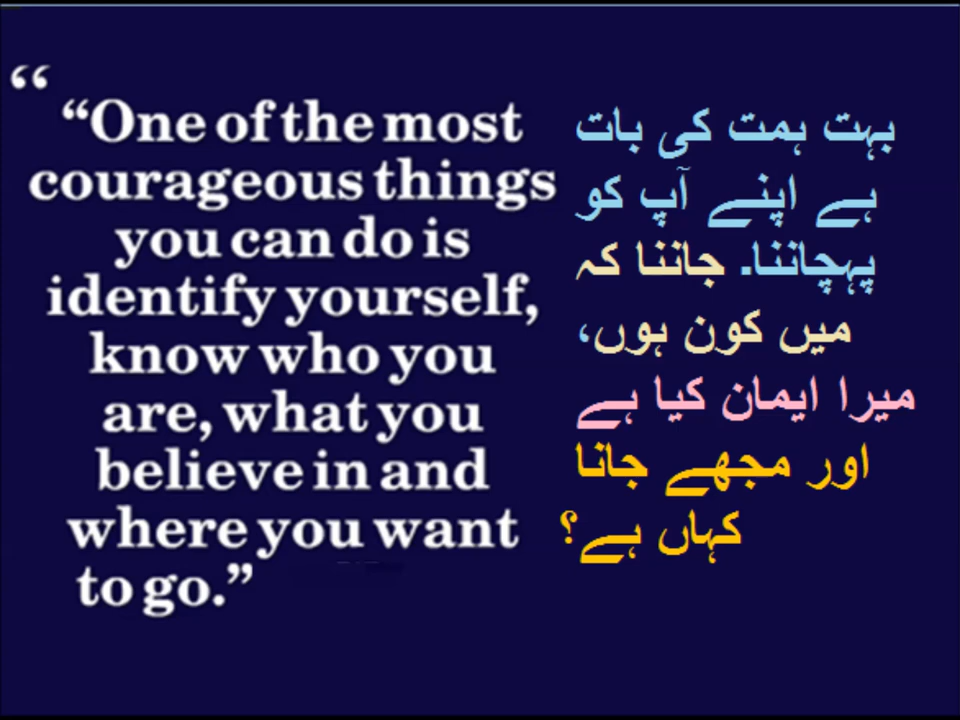 “
“One of the most
courageous things
you can do is
identify yourself,
know who you
are, what you
believe in and
where you want
to go.”
بہت ہمت کی بات
ہے اپنے آپ کو
پہچاننا۔ جاننا کہ
میں کون ہوں،
میرا ایمان کیا ہے
اور مجھے جانا
کہاں ہے؟